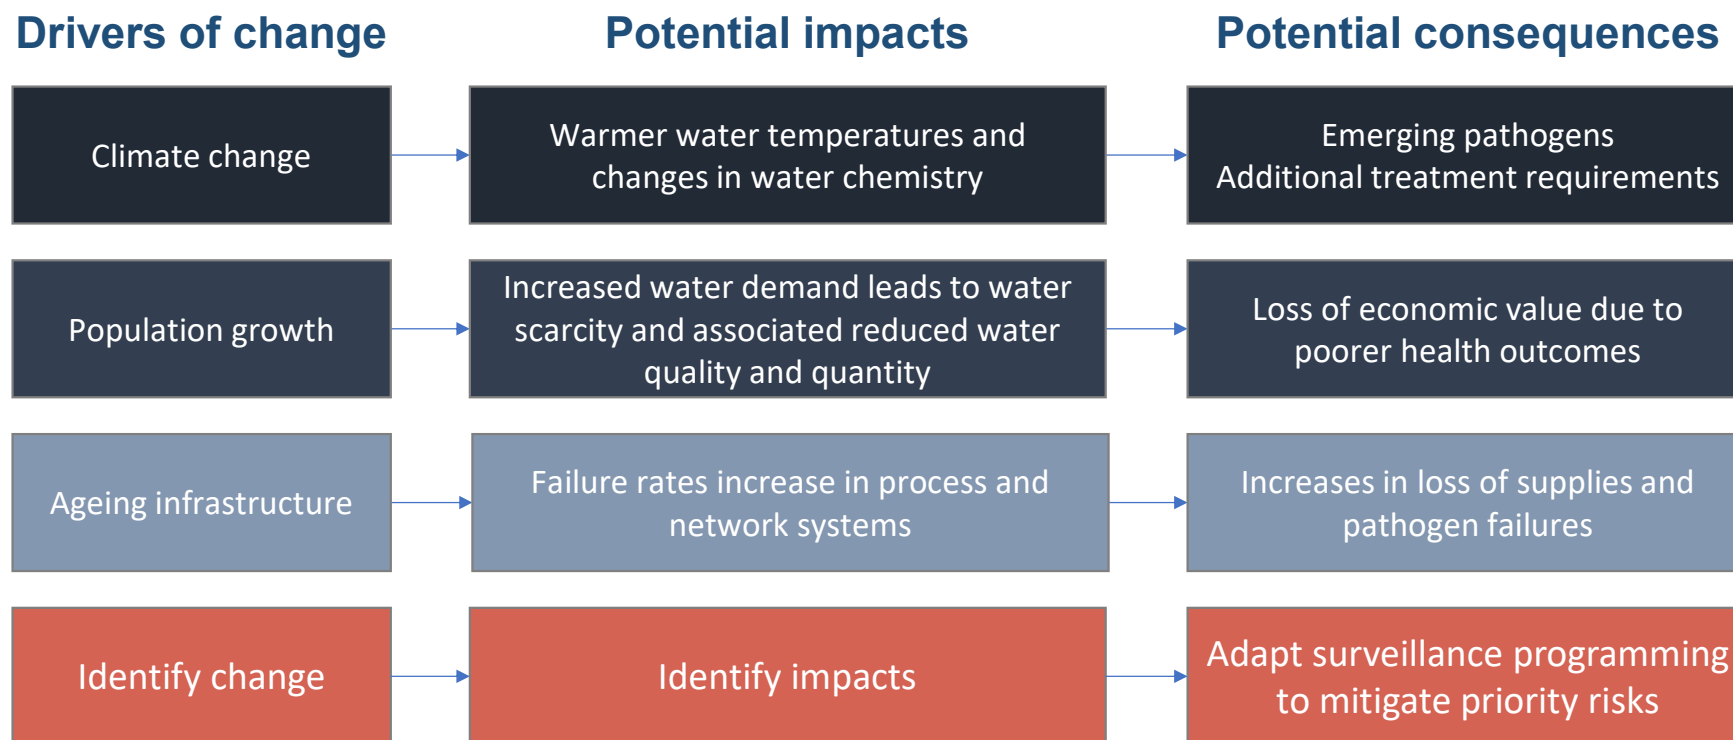 Drivers of change
Potential impacts
Potential consequences
Climate change
Warmer water temperatures and
changes in water chemistry
Emerging pathogens
Additional treatment requirements
Population growth
Increased water demand leads to water
scarcity and associated reduced water
quality and quantity
Loss of economic value due to
poorer health outcomes
Ageing infrastructure
Failure rates increase in process and
network systems
Increases in loss of supplies and
pathogen failures
Identify change
Identify impacts
Adapt surveillance programming
to mitigate priority risks